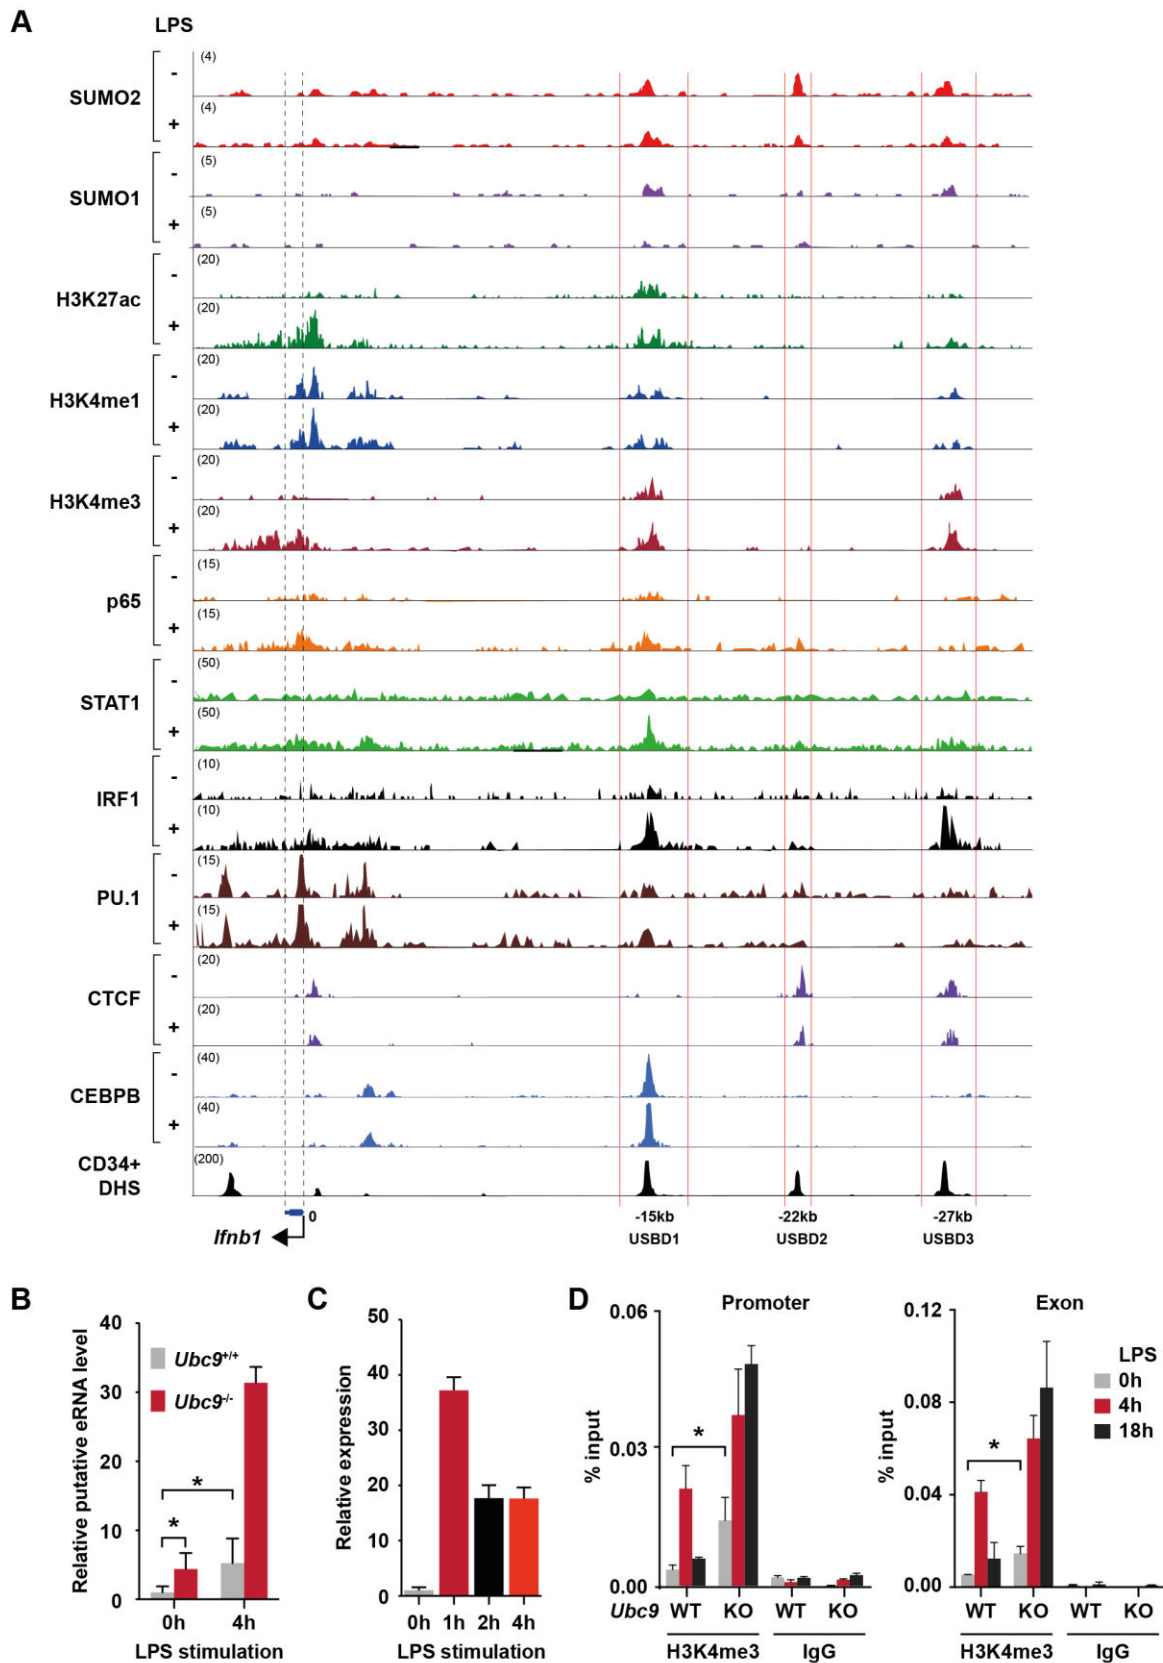 A
LPS
SUMO2
- (4)
+ (4)
SUMO1
- (5)
+ (5)
H3K27ac
- (20)
+ (20)
H3K4me1
- (20)
+ (20)
H3K4me3
- (20)
+ (20)
p65
- (15)
+ (15)
STAT1
- (50)
+ (50)
IRF1
- (10)
+ (10)
PU.1
- (15)
+ (15)
CTCF
- (20)
+ (20)
CEBPB
- (40)
+ (40)
CD34+
DHS
(200)
Ifnb1
0
-15kb
USBD1
-22kb
USBD2
-27kb
USBD3
B
Relative putative eRNA level
40
30
20
10
0
Ubc9+/+
Ubc9-/-
*
*
0h 4h
LPS stimulation
C
Relative expression
50
40
30
20
10
0
0h 1h 2h 4h
LPS stimulation
D
Promoter
% input
0.06
0.03
0.00
*
Ubc9 WT KO WT KO
H3K4me3 IgG
Exon
% input
0.12
0.08
0.04
0.00
*
LPS
0h
4h
18h
WT KO WT KO
H3K4me3 IgG